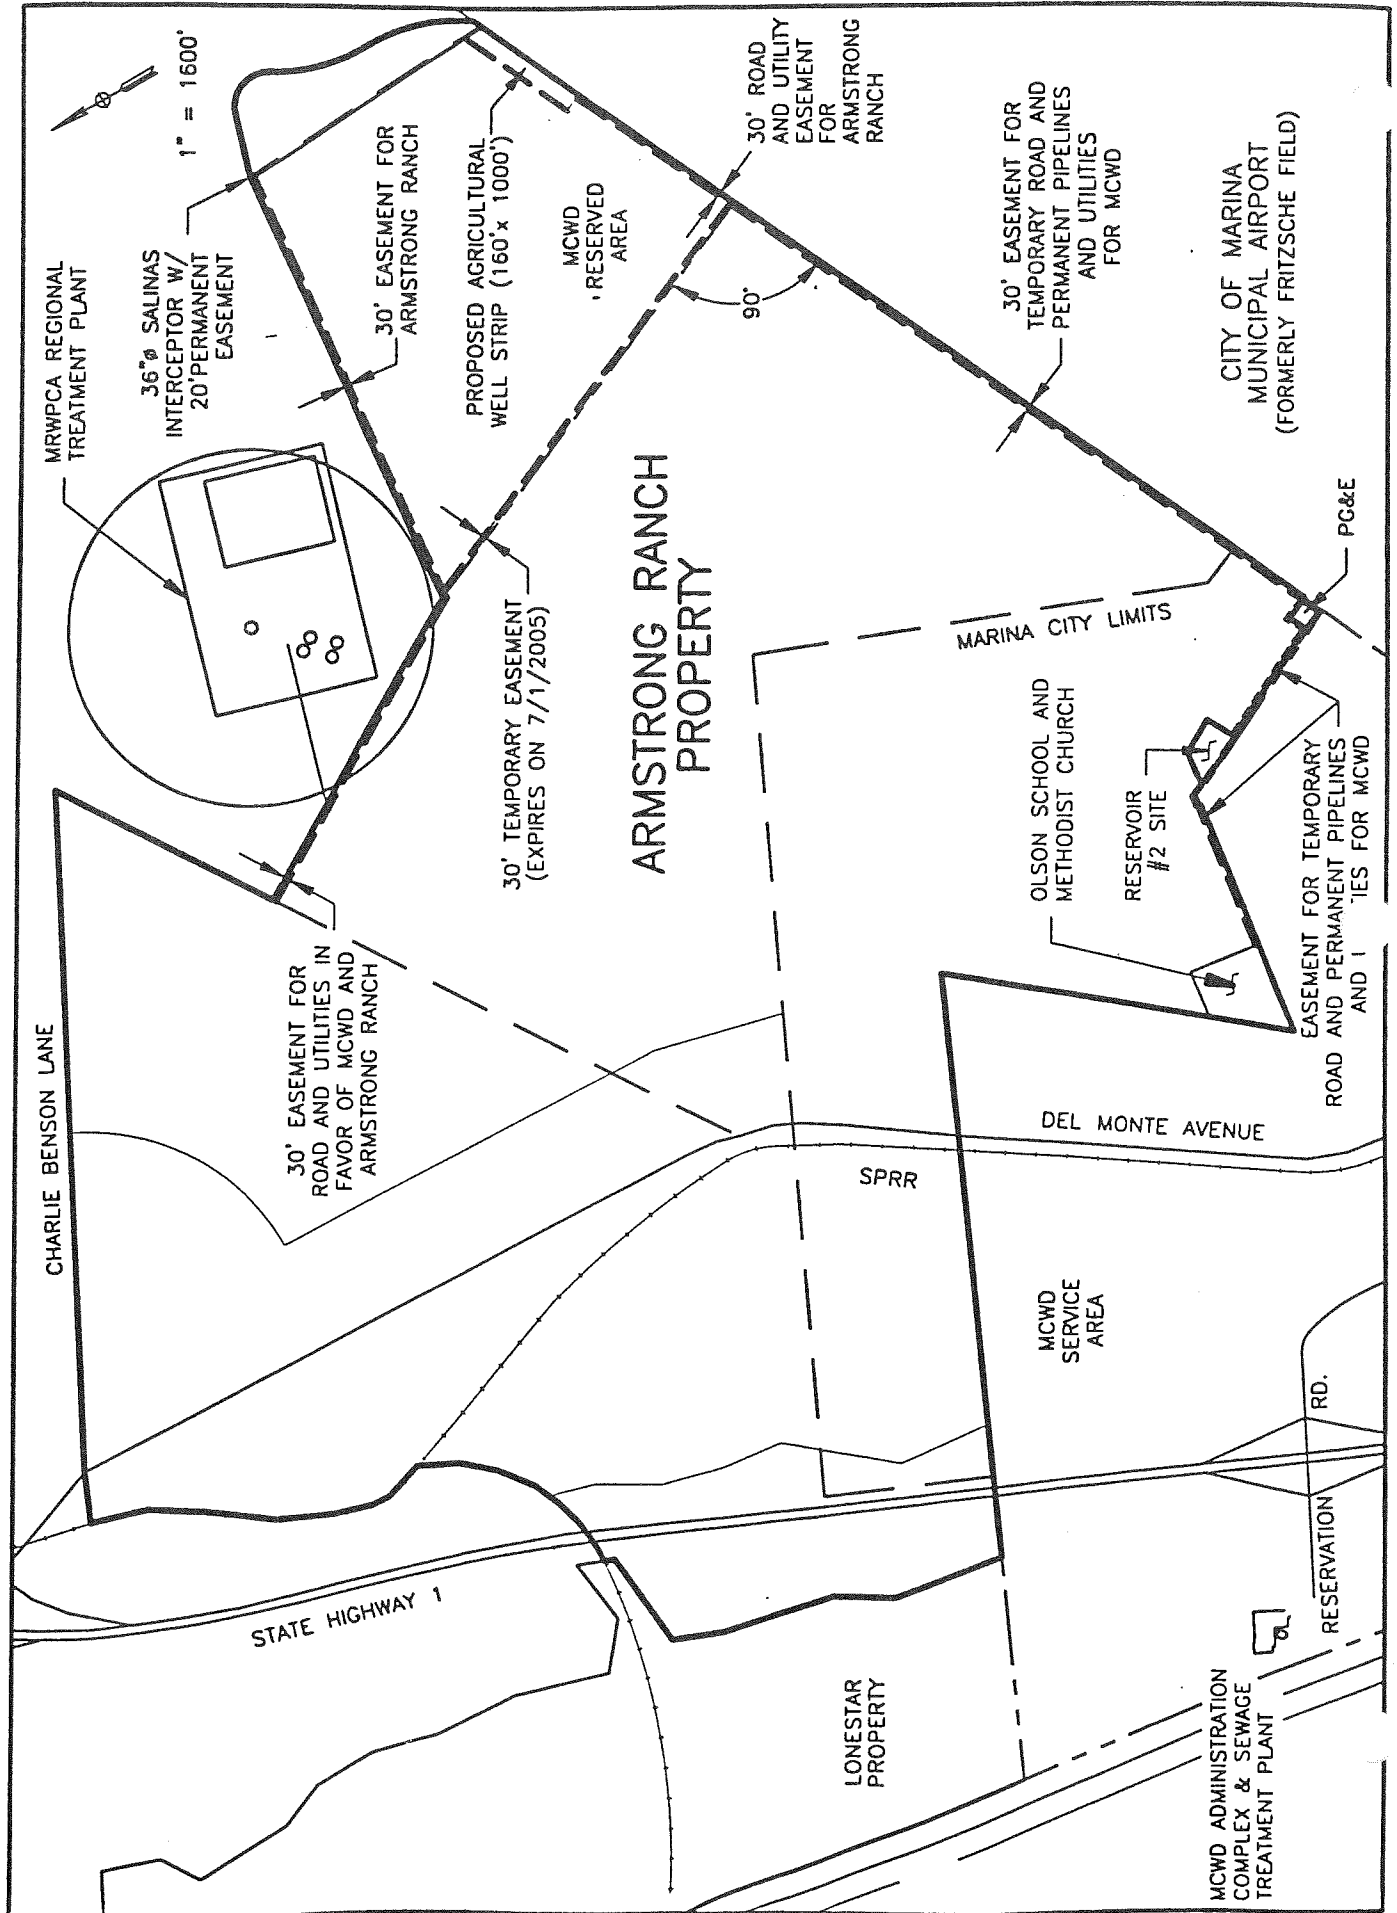 1" = 1600'
MRWPCA REGIONAL
TREATMENT PLANT
36"ø SALINAS
INTERCEPTOR W/
20'PERMANENT
EASEMENT
30' EASEMENT FOR
ARMSTRONG RANCH
PROPOSED AGRICULTURAL
WELL STRIP (160'x 1000')
MCWD
RESERVED
AREA
30' ROAD
AND UTILITY
EASEMENT
FOR
ARMSTRONG
RANCH
90°
30' EASEMENT FOR
TEMPORARY ROAD AND
PERMANENT PIPELINES
AND UTILITIES
FOR MCWD
CITY OF MARINA
MUNICIPAL AIRPORT
(FORMERLY FRITZSCHE FIELD)
PG&E
30' TEMPORARY EASEMENT
(EXPIRES ON 7/1/2005)
ARMSTRONG RANCH
PROPERTY
MARINA CITY LIMITS
OLSON SCHOOL AND
METHODIST CHURCH
RESERVOIR
#2 SITE
EASEMENT FOR TEMPORARY
ROAD AND PERMANENT PIPELINES
AND IES FOR MCWD
CHARLIE BENSON LANE
30' EASEMENT FOR
ROAD AND UTILITIES IN
FAVOR OF MCWD AND
ARMSTRONG RANCH
DEL MONTE AVENUE
SPRR
MCWD
SERVICE
AREA
STATE HIGHWAY 1
RESERVATION RD.
LONESTAR
PROPERTY
MCWD ADMINISTRATION
COMPLEX & SEWAGE
TREATMENT PLANT